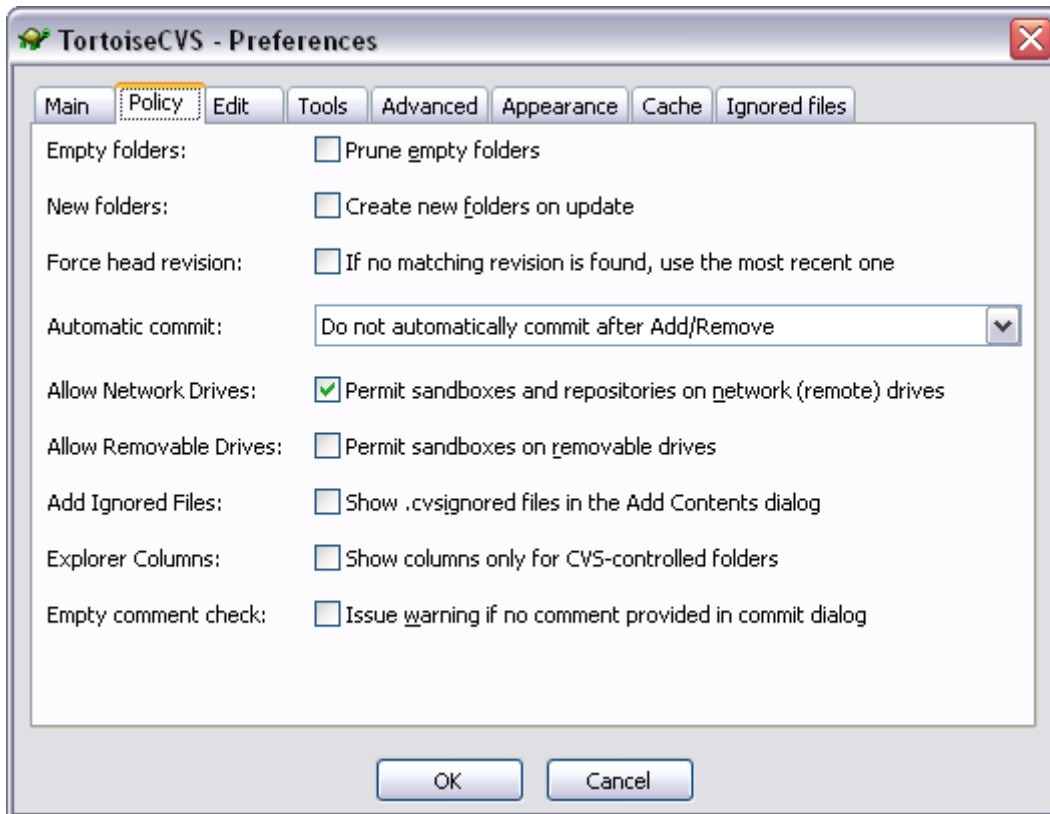 TortoiseCVS - Preferences
Main Policy Edit Tools Advanced Appearance Cache Ignored files
Empty folders: Prune empty folders
New folders: Create new folders on update
Force head revision: If no matching revision is found, use the most recent one
Automatic commit: Do not automatically commit after Add/Remove
Allow Network Drives: Permit sandboxes and repositories on network (remote) drives
Allow Removable Drives: Permit sandboxes on removable drives
Add Ignored Files: Show .cvsignored files in the Add Contents dialog
Explorer Columns: Show columns only for CVS-controlled folders
Empty comment check: Issue warning if no comment provided in commit dialog
OK Cancel